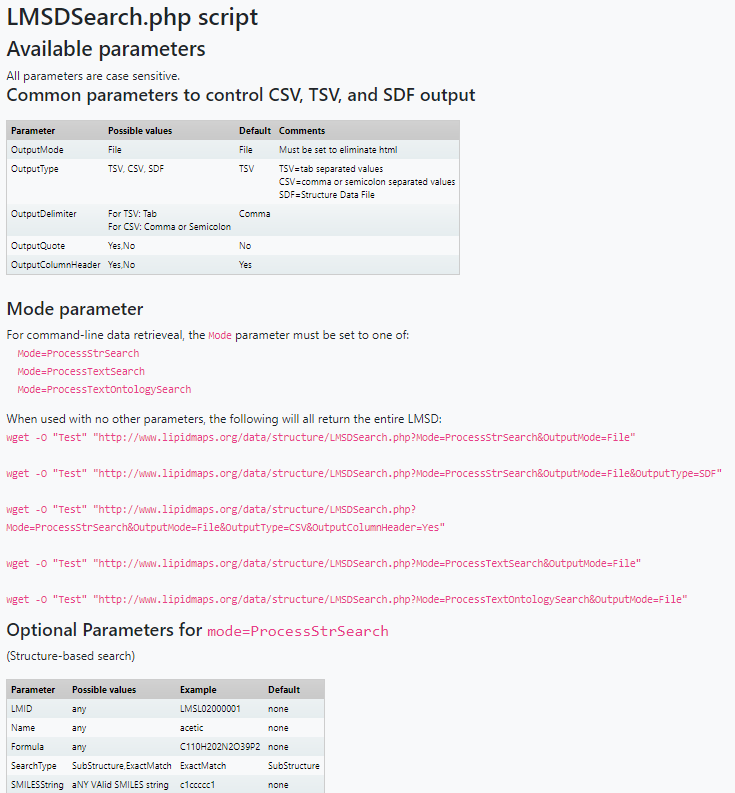 LMSDSearch.php script
Available parameters
All parameters are case sensitive.
Common parameters to control CSV, TSV, and SDF output
Parameter Possible values Default Comments
OutputMode File File Must be set to eliminate html
OutputType TSV, CSV, SDF TSV TSV=tab separated values
CSV=comma or semicolon separated values
SDF=Structure Data File
OutputDelimiter For TSV: Tab Comma
For CSV: Comma or Semicolon
OutputQuote Yes,No No
OutputColumnHeader Yes,No Yes
Mode parameter
For command-line data retrieveal, the Mode parameter must be set to one of:
Mode=ProcessStrSearch
Mode=ProcessTextSearch
Mode=ProcessTextOntologySearch
When used with no other parameters, the following will all return the entire LMSD:
wget -O "Test" "http://www.lipidmaps.org/data/structure/LMSDSearch.php?Mode=ProcessStrSearch&OutputMode=File"
wget -O "Test" "http://www.lipidmaps.org/data/structure/LMSDSearch.php?Mode=ProcessStrSearch&OutputMode=File&OutputType=SDF"
wget -O "Test" "http://www.lipidmaps.org/data/structure/LMSDSearch.php?
Mode=ProcessStrSearch&OutputMode=File&OutputType=CSV&OutputColumnHeader=Yes"
wget -O "Test" "http://www.lipidmaps.org/data/structure/LMSDSearch.php?Mode=ProcessTextSearch&OutputMode=File"
wget -O "Test" "http://www.lipidmaps.org/data/structure/LMSDSearch.php?Mode=ProcessTextOntologySearch&OutputMode=File"
Optional Parameters for mode=ProcessStrSearch
(Structure-based search)
Parameter Possible values Example Default
LMID any LMSL02000001 none
Name any acetic none
Formula any C110H202N2O39P2 none
SearchType SubStructure,ExactMatch ExactMatch SubStructure
SMILESString aNY VAlid SMILES string c1ccccc1 none